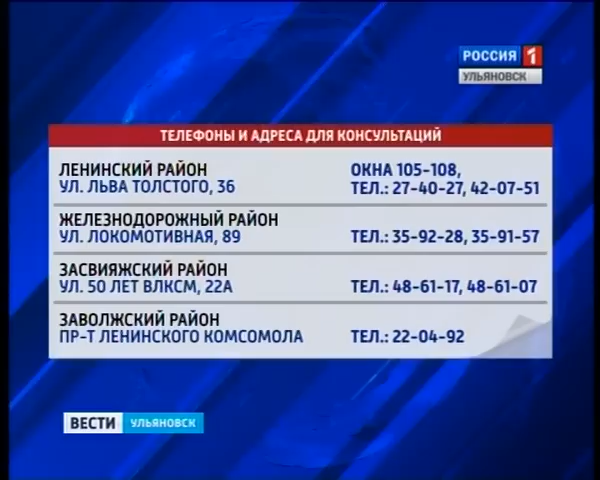 РОССИЯ 1
УЛЬЯНОВСК
ТЕЛЕФОНЫ И АДРЕСА ДЛЯ КОНСУЛЬТАЦИЙ
ЛЕНИНСКИЙ РАЙОН
УЛ. ЛЬВА ТОЛСТОГО, 36
ОКНА 105-108,
ТЕЛ.: 27-40-27, 42-07-51
ЖЕЛЕЗНОДОРОЖНЫЙ РАЙОН
УЛ. ЛОКОМОТИВНАЯ, 89
ТЕЛ.: 35-92-28, 35-91-57
ЗАСВИЯЖСКИЙ РАЙОН
УЛ. 50 ЛЕТ ВЛКСМ, 22А
ТЕЛ.: 48-61-17, 48-61-07
ЗАВОЛЖСКИЙ РАЙОН
ПР-Т ЛЕНИНСКОГО КОМСОМОЛА
ТЕЛ.: 22-04-92
ВЕСТИ УЛЬЯНОВСК